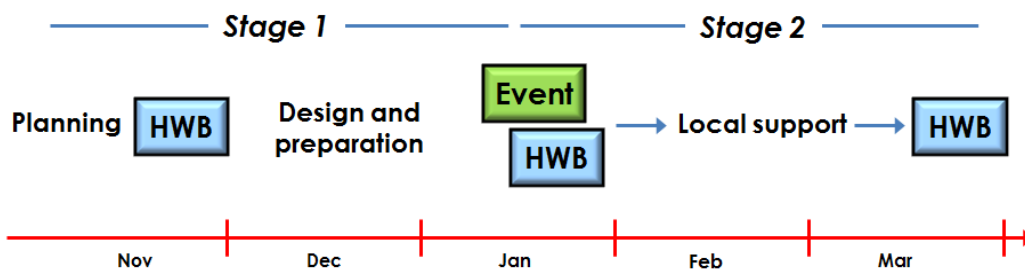 Stage 1
Stage 2
Event
Planning
HWB
Design and
preparation
HWB
Local support
HWB
Nov
Dec
Jan
Feb
Mar